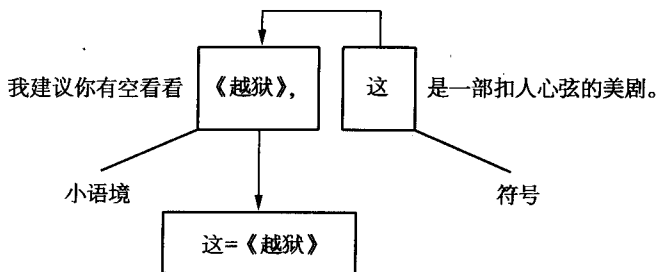 我建议你有空看看 《越狱》， 这 是一部扣人心弦的美剧。
小语境 符号
这=《越狱》